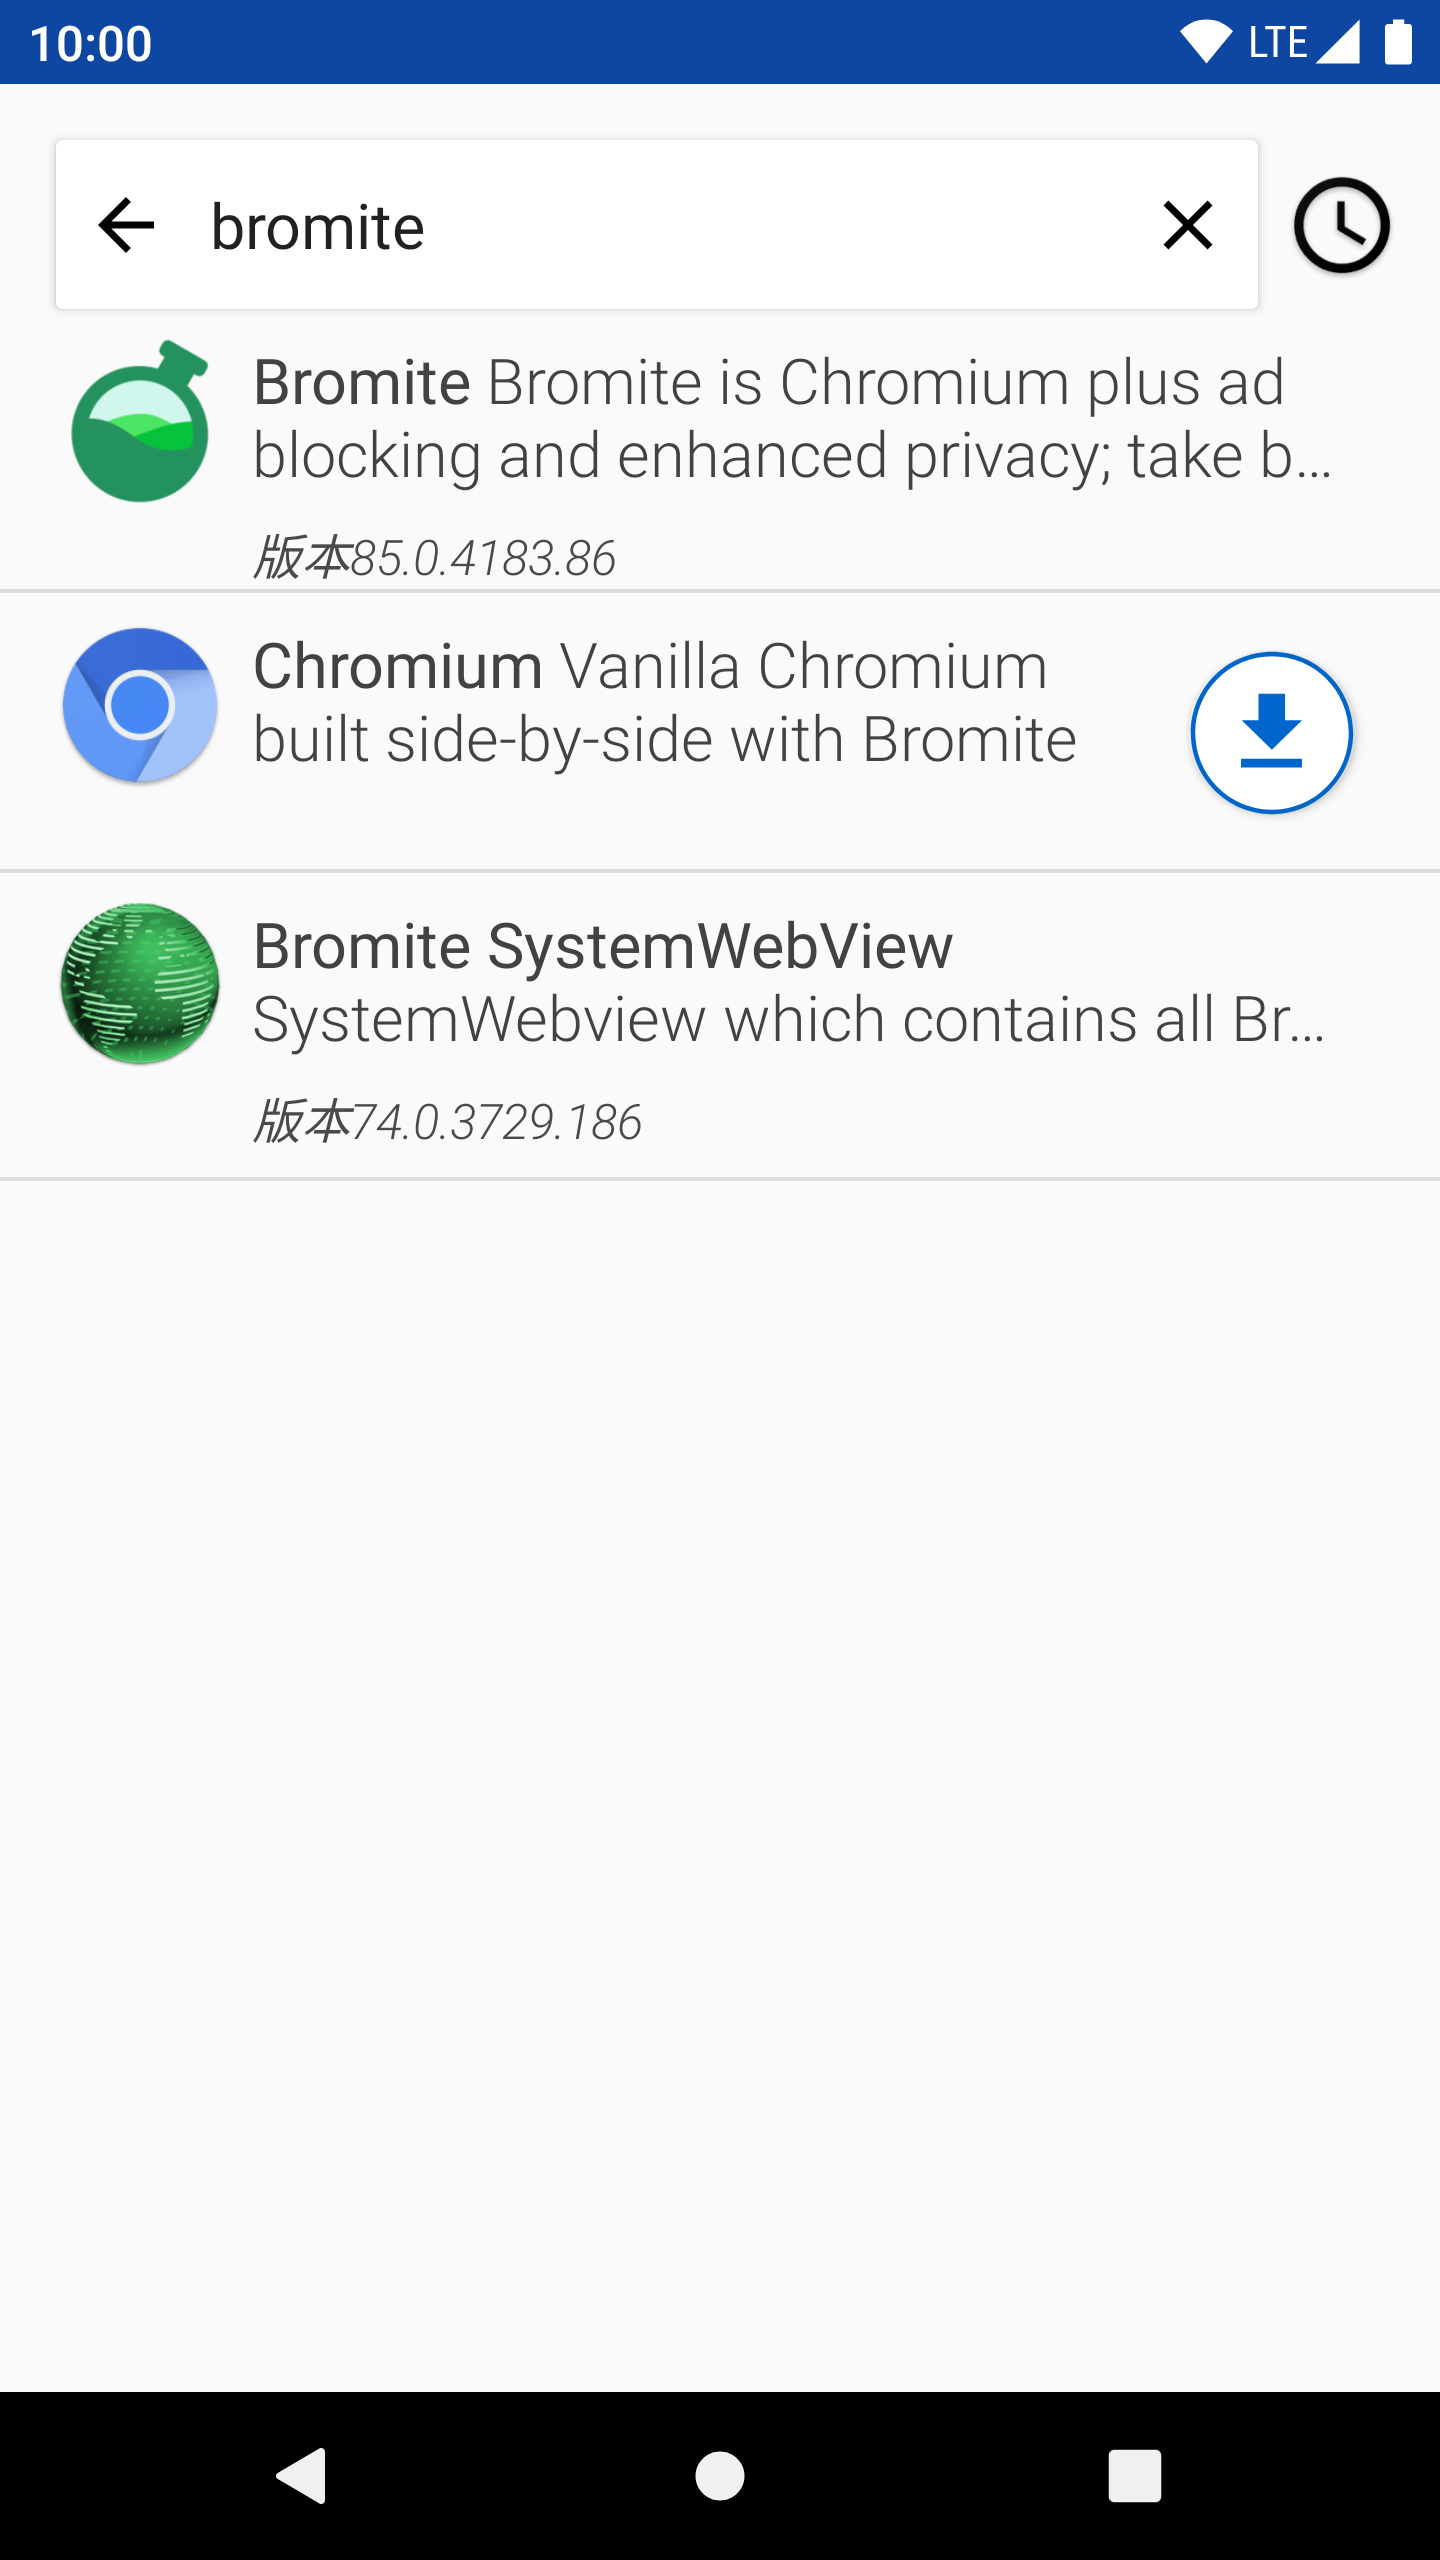 10:00
LTE
bromite
Bromite Bromite is Chromium plus ad
blocking and enhanced privacy; take b...
版本85.0.4183.86
Chromium Vanilla Chromium
built side-by-side with Bromite
Bromite SystemWebView
SystemWebview which contains all Br...
版本74.0.3729.186